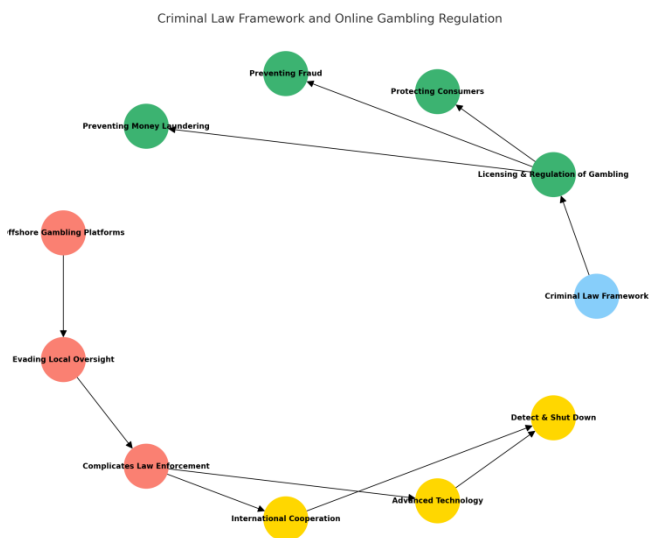 Criminal Law Framework and Online Gambling Regulation
Preventing Fraud
Protecting Consumers
Preventing Money Laundering
Licensing & Regulation of Gambling
ffshore Gambling Platforms
Criminal Law Framework
Evading Local Oversight
Detect & Shut Down
Complicates Law Enforcement
Advanced Technology
International Cooperation